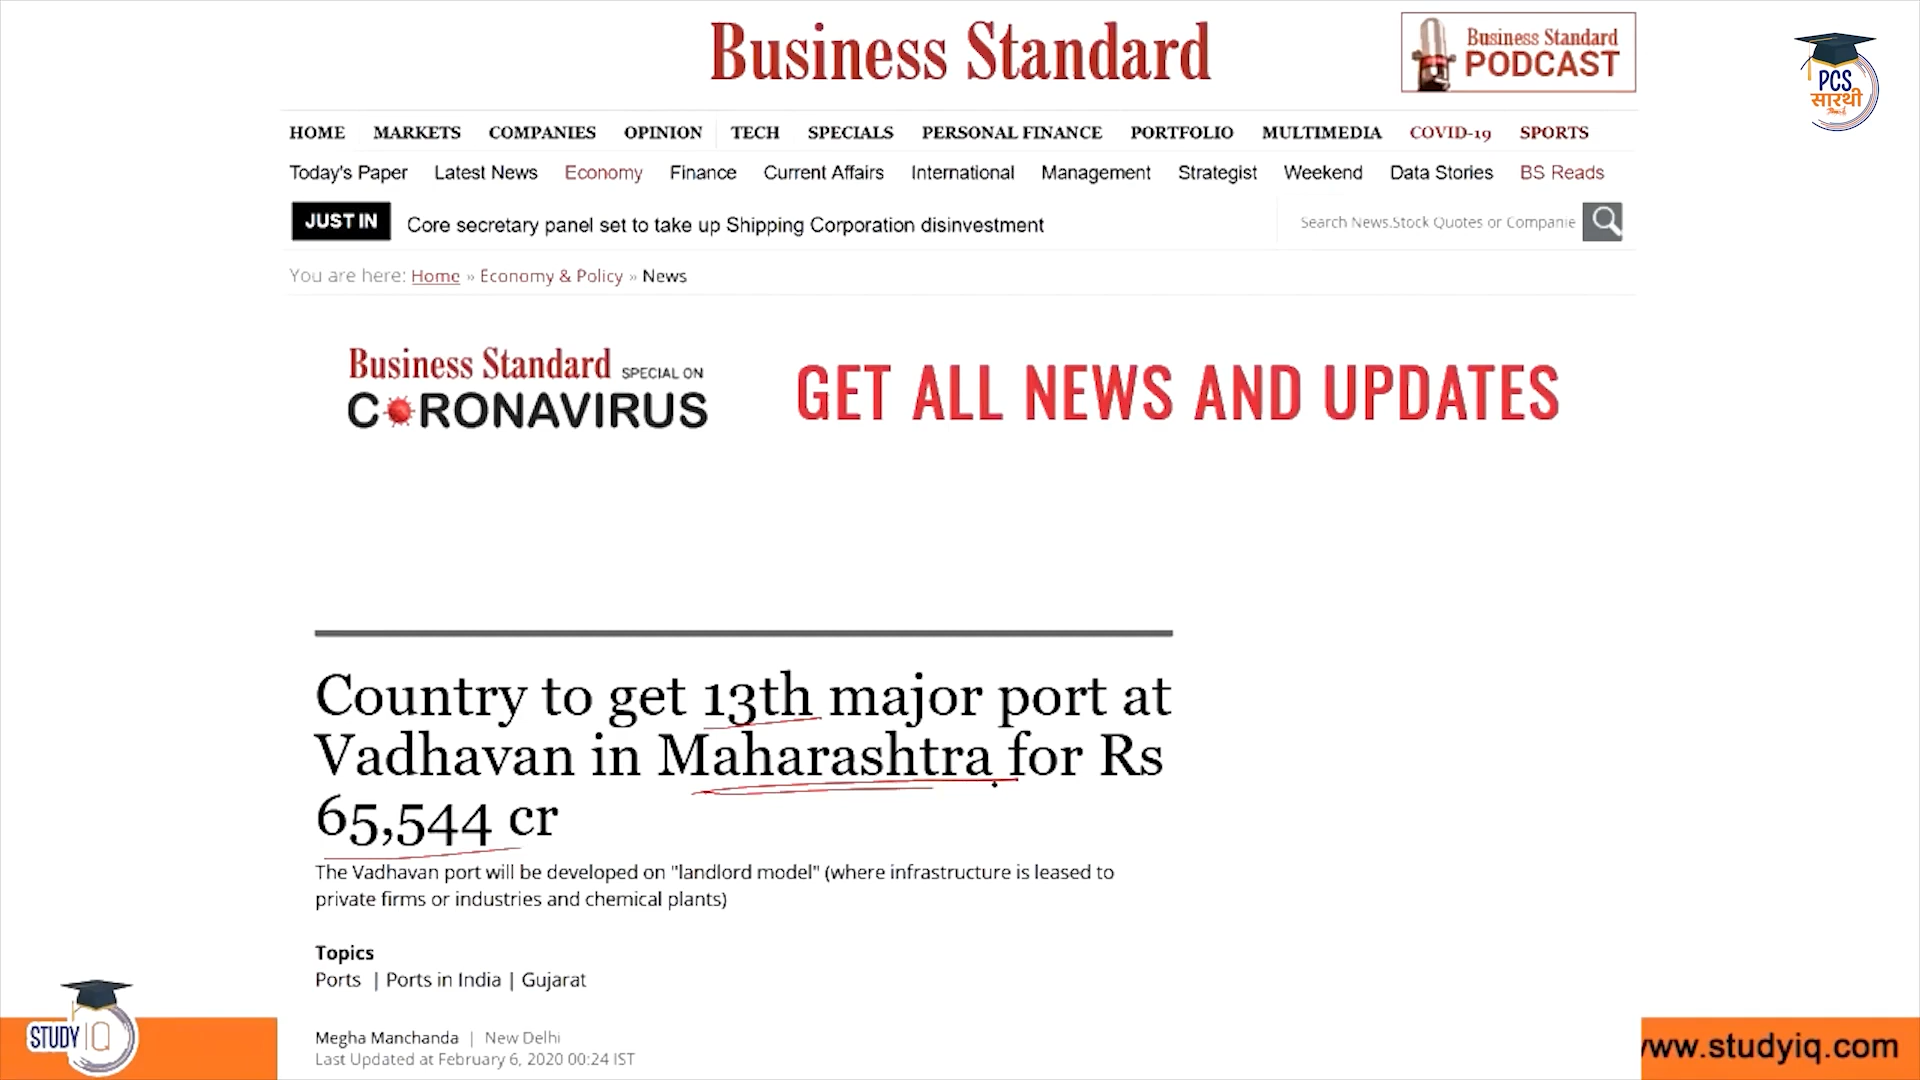 Business Standard
Business Standard
PODCAST
PCS
सारथी
HOME MARKETS COMPANIES OPINION TECH SPECIALS PERSONAL FINANCE PORTFOLIO MULTIMEDIA COVID-19 SPORTS
Today's Paper Latest News Economy Finance Current Affairs International Management Strategist Weekend Data Stories BS Reads
JUST IN Core secretary panel set to take up Shipping Corporation disinvestment
Search News.Stock Quotes or Companie
You are here: Home » Economy & Policy » News
Business Standard SPECIAL ON
CORONAVIRUS
GET ALL NEWS AND UPDATES
Country to get 13th major port at
Vadhavan in Maharashtra for Rs
65,544 cr
The Vadhavan port will be developed on "landlord model" (where infrastructure is leased to
private firms or industries and chemical plants)
Topics
Ports | Ports in India | Gujarat
Megha Manchanda | New Delhi
Last Updated at February 6, 2020 00:24 IST
STUDY IQ
www.studyiq.com